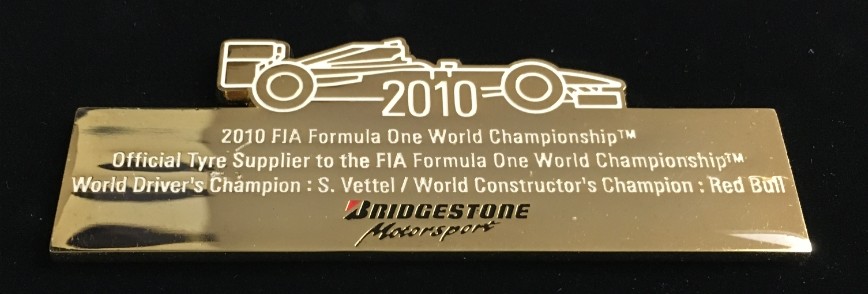 2010
2010 FIA Formula One World Championship™
Official Tyre Supplier to the FIA Formula One World Championship™
World Driver's Champion : S. Vettel / World Constructor's Champion : Red Bull
BRIDGESTONE
Motorsport